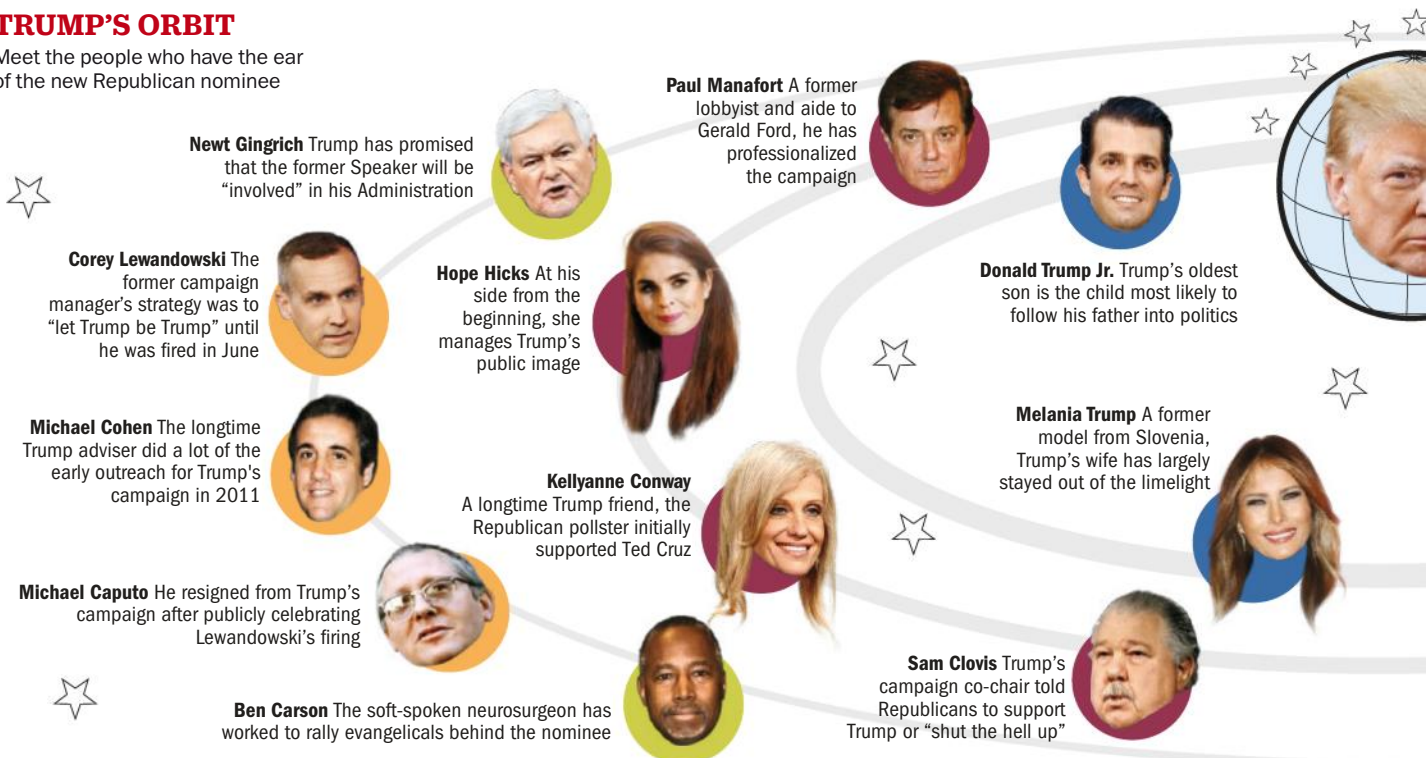 TRUMP'S ORBIT
Meet the people who have the ear
of the new Republican nominee
Newt Gingrich Trump has promised
that the former Speaker will be
“involved” in his Administration
Paul Manafort A former
lobbyist and aide to
Gerald Ford, he has
professionalized
the campaign
Corey Lewandowski The
former campaign
manager’s strategy was to
“let Trump be Trump” until
he was fired in June
Hope Hicks At his
side from the
beginning, she
manages Trump’s
public image
Donald Trump Jr. Trump’s oldest
son is the child most likely to
follow his father into politics
Michael Cohen The longtime
Trump adviser did a lot of the
early outreach for Trump's
campaign in 2011
Kellyanne Conway
A longtime Trump friend, the
Republican pollster initially
supported Ted Cruz
Melania Trump A former
model from Slovenia,
Trump’s wife has largely
stayed out of the limelight
Michael Caputo He resigned from Trump’s
campaign after publicly celebrating
Lewandowski’s firing
Ben Carson The soft-spoken neurosurgeon has
worked to rally evangelicals behind the nominee
Sam Clovis Trump’s
campaign co-chair told
Republicans to support
Trump or “shut the hell up”